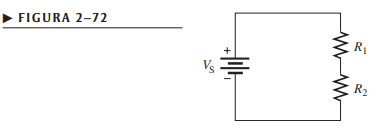 ▶ FIGURA 2–72
R₁
+
Vₛ
–
R₂